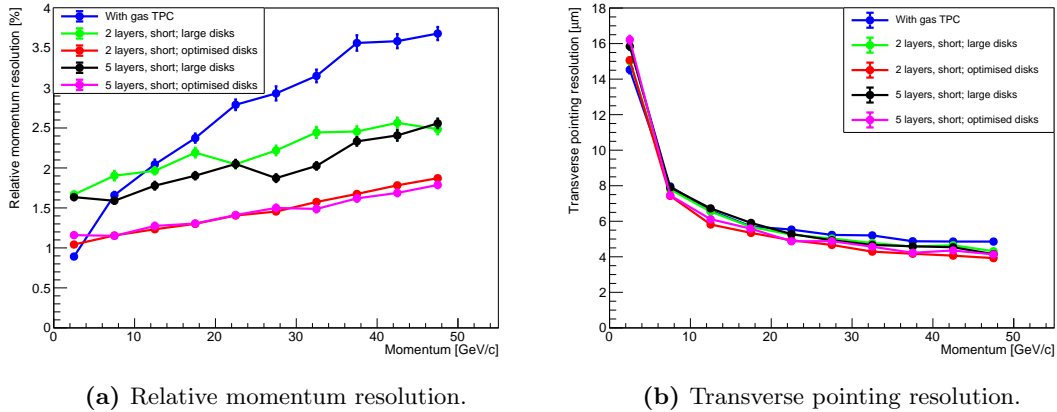 Relative momentum resolution [%]
4
3.5
3
2.5
2
1.5
1
0.5
0
0 10 20 30 40 50
Momentum [GeV/c]
With gas TPC
2 layers, short; large disks
2 layers, short; optimised disks
5 layers, short; large disks
5 layers, short; optimised disks
(a) Relative momentum resolution.
Transverse pointing resolution [μm]
18
16
14
12
10
8
6
4
2
0
0 10 20 30 40 50
Momentum [GeV/c]
With gas TPC
2 layers, short; large disks
2 layers, short; optimised disks
5 layers, short; large disks
5 layers, short; optimised disks
(b) Transverse pointing resolution.